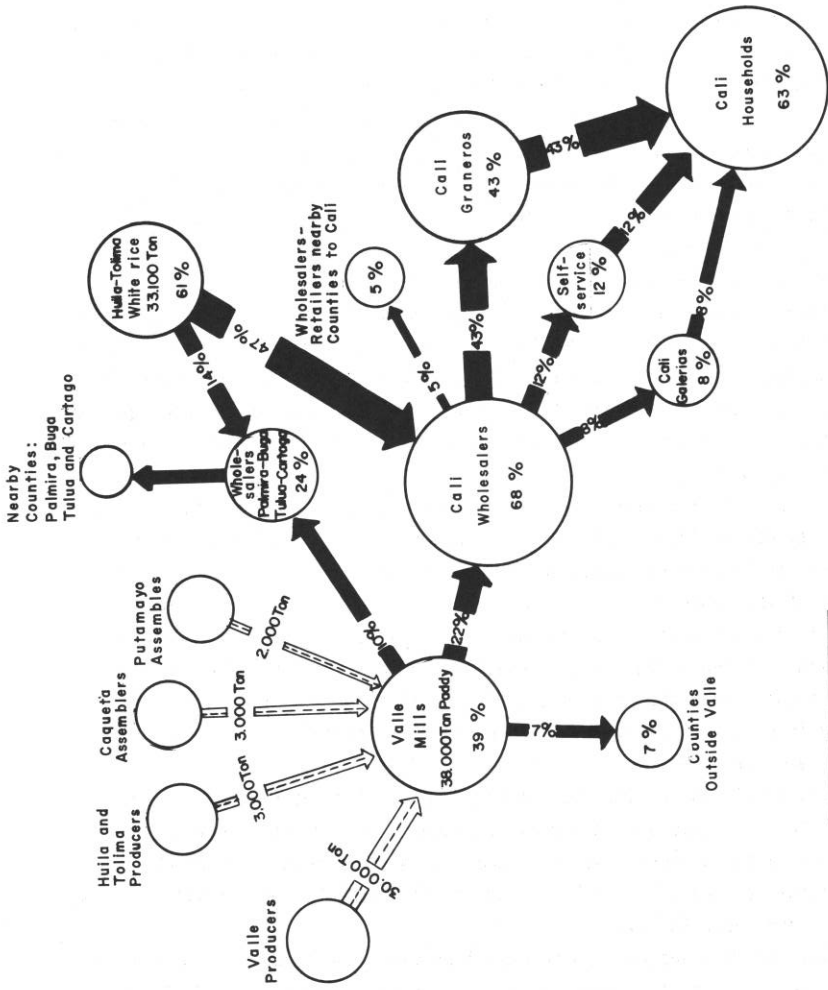 Valle
Producers
30.000 Ton
Huila and
Tolima
Producers
3.000 Ton
Caqueta
Assemblers
3.000 Ton
Putamayo
Assembles
2.000 Ton
Valle
Mills
38.000 Ton Paddy
39 %
7%
7 %
Counties
Outside Valle
10%
22%
Nearby
Counties:
Palmira, Buga
Tulua and Cartago
Whole-
salers
Palmira-Buga
Tulua-Cartago
24 %
14%
Huila-Tolima
White rice
33.100 Ton
61 %
47%
Cali
Wholesalers
68 %
Wholesalers-
Retailers nearby
Counties to Cali
5 %
5%
43%
12%
8%
Cali
Graneros
43 %
43%
Self-
service
12 %
12%
Cali
Galerias
8 %
8%
Cali
Households
63 %